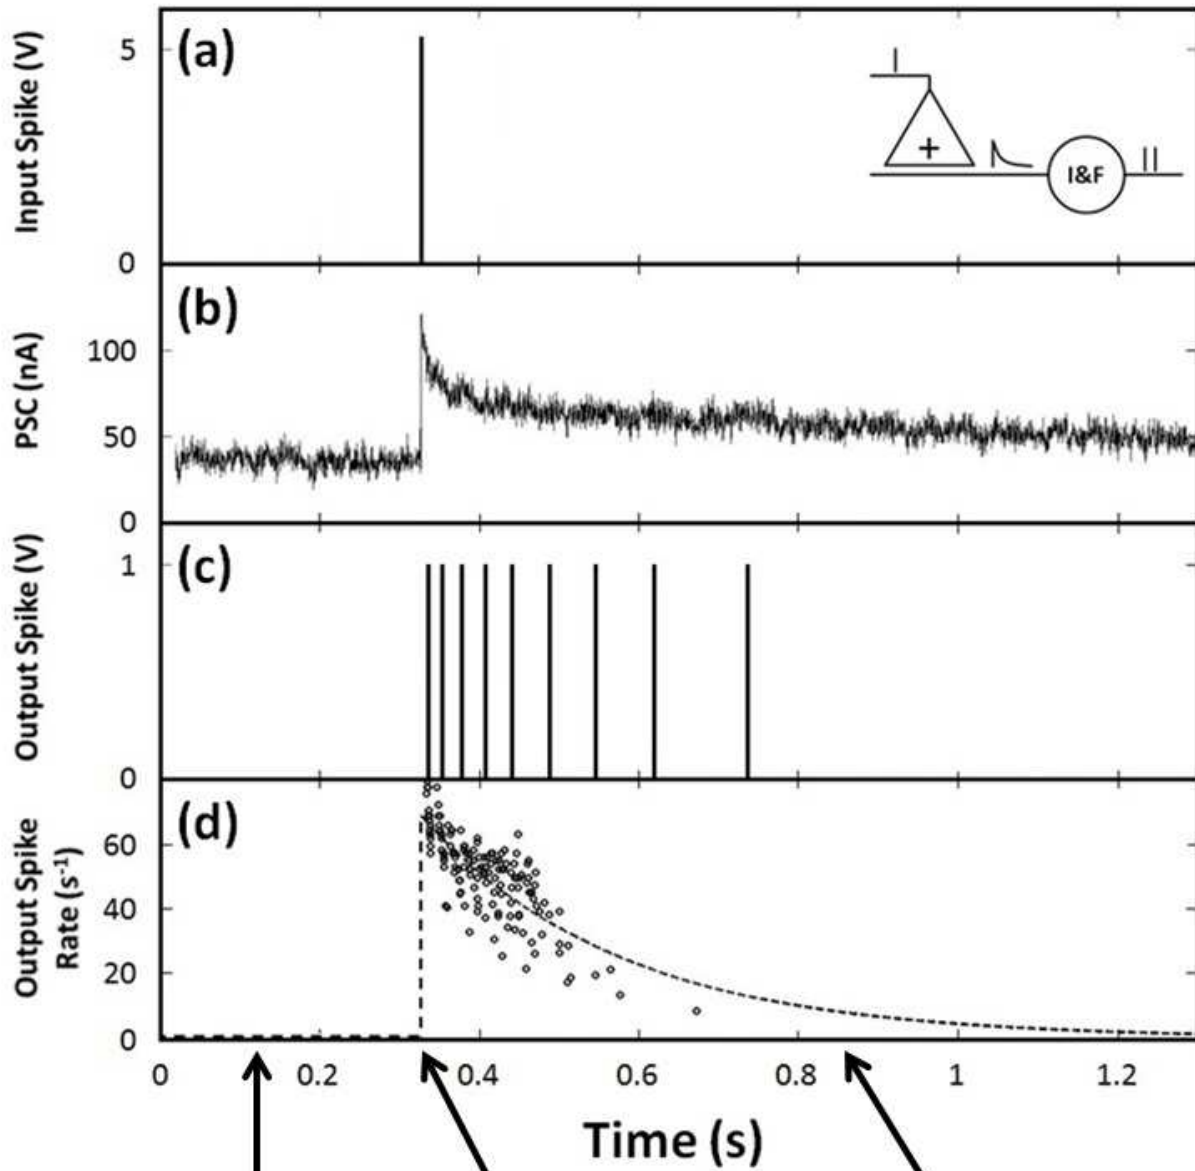 (a)
Input Spike (V)
5
0
+
I&F
(b)
PSC (nA)
100
50
0
(c)
Output Spike (V)
1
0
(d)
Output Spike
Rate (s⁻¹)
60
40
20
0
0 0.2 0.4 0.6 0.8 1 1.2
Time (s)